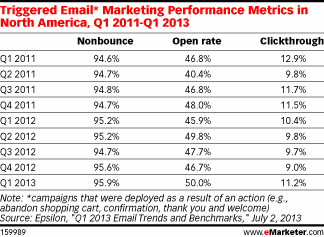 Triggered Email* Marketing Performance Metrics in
North America, Q1 2011-Q1 2013
Nonbounce Open rate Clickthrough
Q1 2011 94.6% 46.8% 12.9%
Q2 2011 94.7% 40.4% 9.8%
Q3 2011 94.8% 46.8% 11.7%
Q4 2011 94.7% 48.0% 11.5%
Q1 2012 95.2% 45.9% 10.4%
Q2 2012 95.2% 49.8% 9.8%
Q3 2012 94.7% 47.7% 9.7%
Q4 2012 95.6% 46.7% 9.0%
Q1 2013 95.9% 50.0% 11.2%
Note: *campaigns that were deployed as a result of an action (e.g.,
abandon shopping cart, confirmation, thank you and welcome)
Source: Epsilon, "Q1 2013 Email Trends and Benchmarks," July 2, 2013
159989 www.eMarketer.com